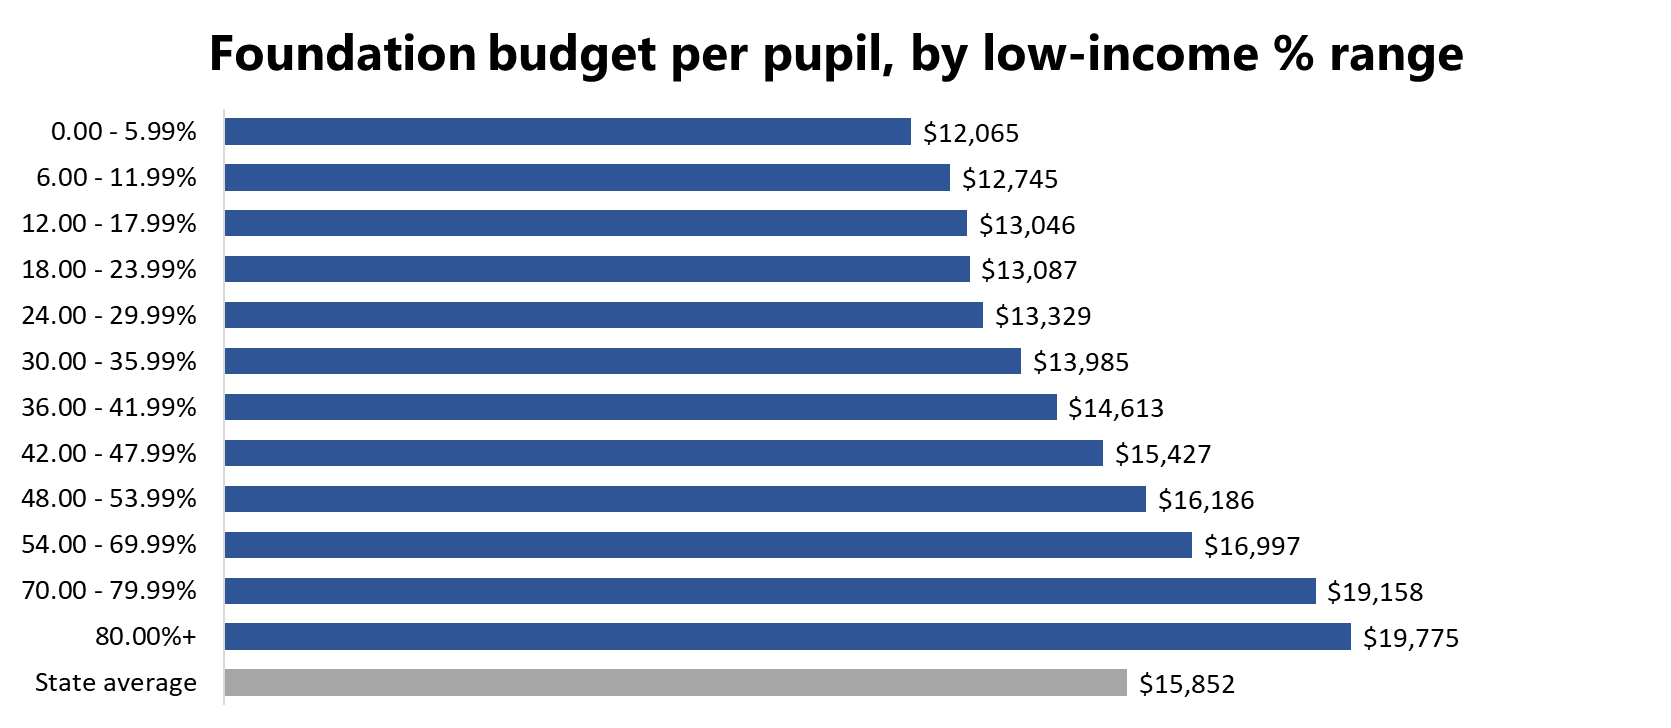 Foundation budget per pupil, by low-income % range
0.00 - 5.99% $12,065
6.00 - 11.99% $12,745
12.00 - 17.99% $13,046
18.00 - 23.99% $13,087
24.00 - 29.99% $13,329
30.00 - 35.99% $13,985
36.00 - 41.99% $14,613
42.00 - 47.99% $15,427
48.00 - 53.99% $16,186
54.00 - 69.99% $16,997
70.00 - 79.99% $19,158
80.00%+ $19,775
State average $15,852